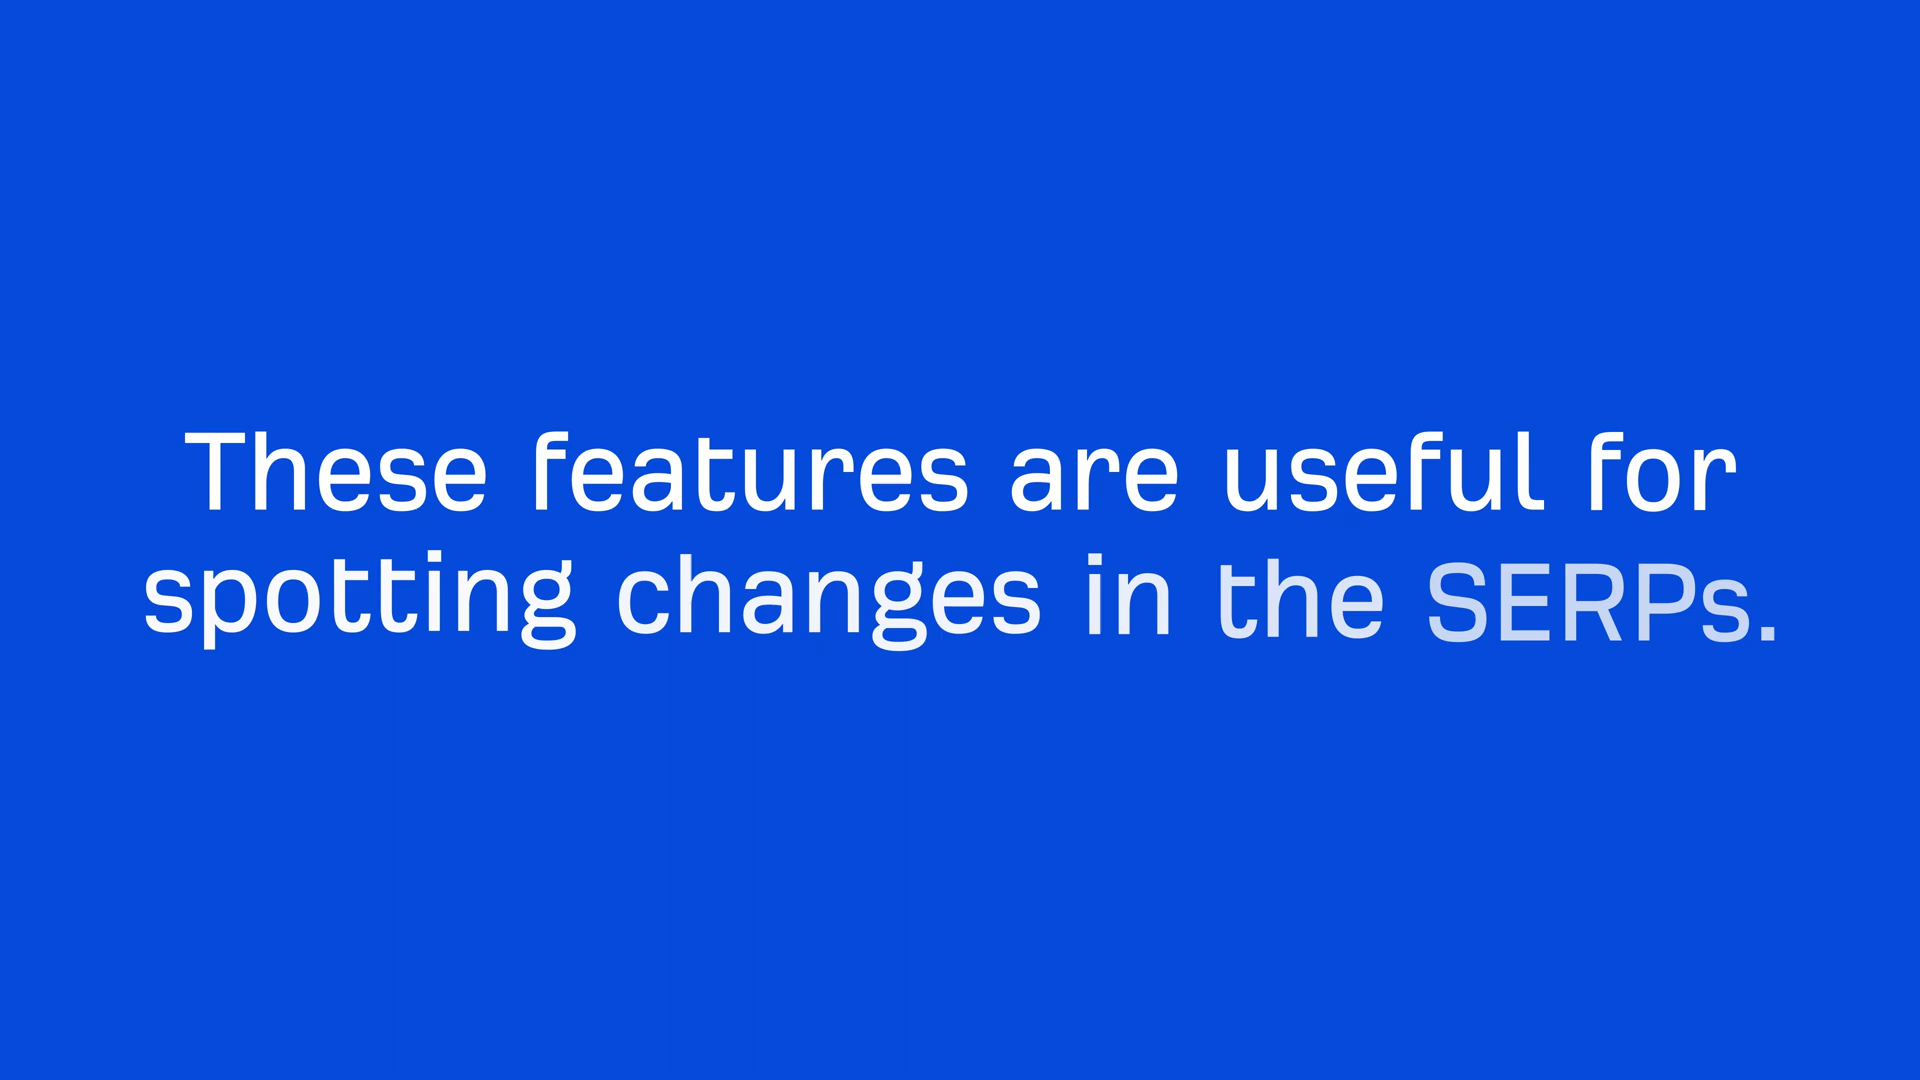 These features are useful for
spotting changes in the SERPs.